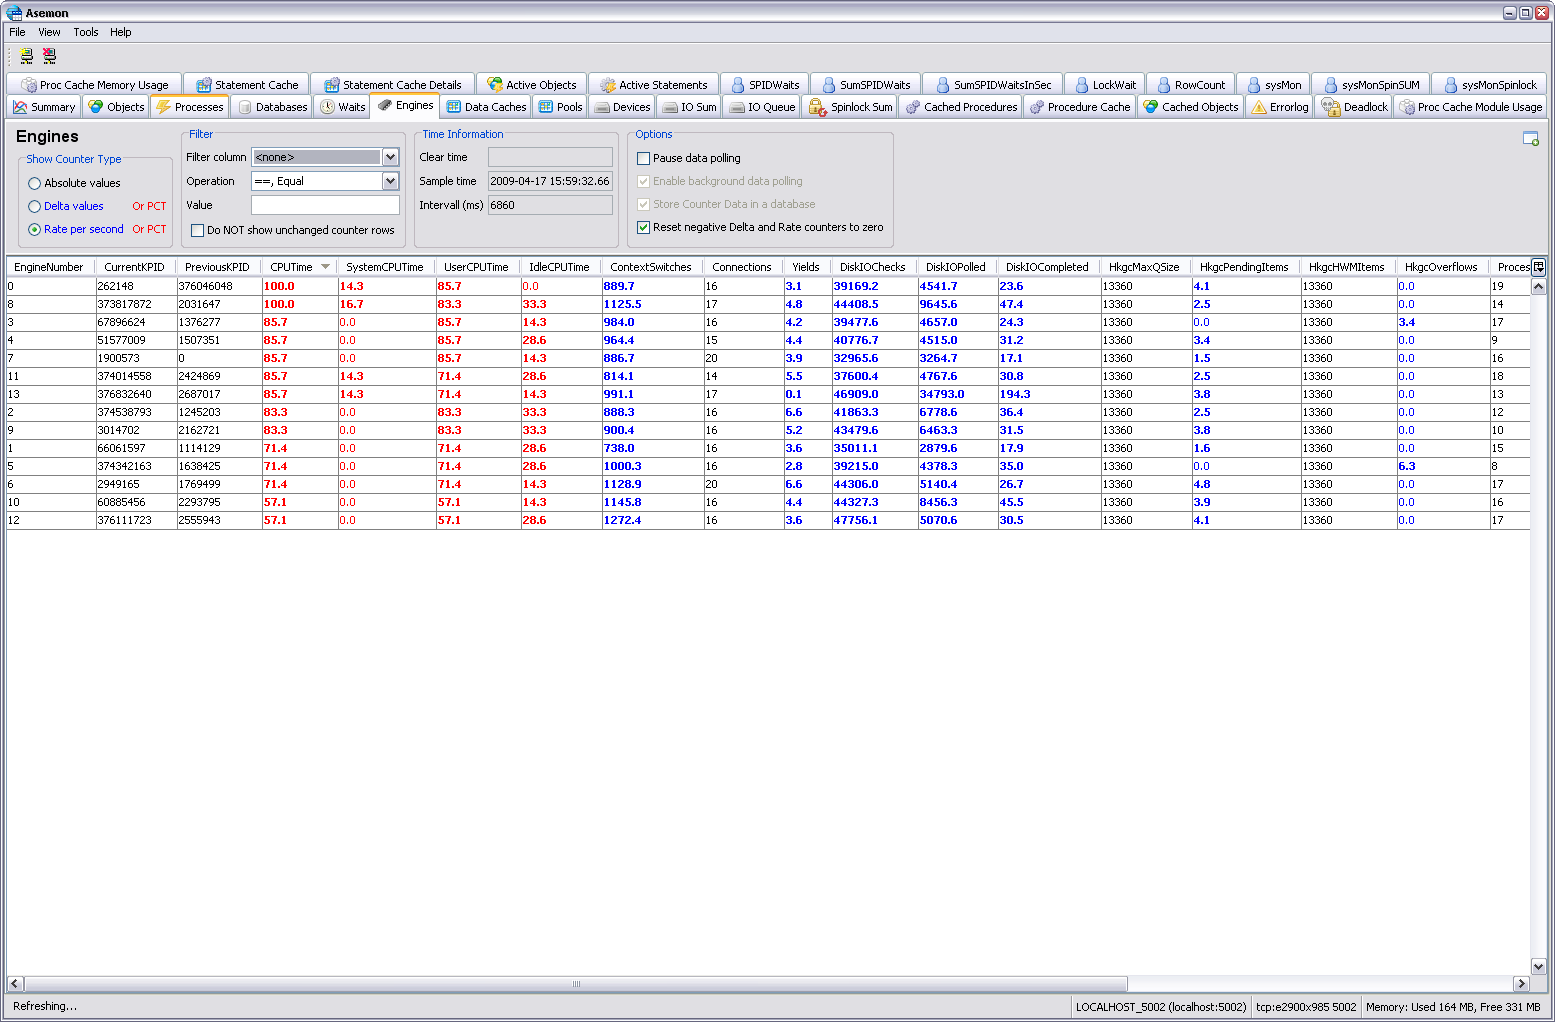 Asemon
File View Tools Help
Proc Cache Memory Usage Statement Cache Statement Cache Details Active Objects Active Statements SPIDWaits SumSPIDWaits SumSPIDWaitsInSec LockWait RowCount sysMon sysMonSpinSUM sysMonSpinlock
Summary Objects Processes Databases Waits Engines Data Caches Pools Devices IO Sum IO Queue Spinlock Sum Cached Procedures Procedure Cache Cached Objects Errorlog Deadlock Proc Cache Module Usage
Engines
Show Counter Type
Absolute values
Delta values Or PCT
Rate per second Or PCT
Filter
Filter column <none>
Operation ==, Equal
Value
Do NOT show unchanged counter rows
Time Information
Clear time
Sample time 2009-04-17 15:59:32.66
Intervall (ms) 6860
Options
Pause data polling
Enable background data polling
Store Counter Data in a database
Reset negative Delta and Rate counters to zero
EngineNumber CurrentKPID PreviousKPID CPUTime SystemCPUTime UserCPUTime IdleCPUTime ContextSwitches Connections Yields DiskIOChecks DiskIOPolled DiskIOCompleted HkgcMaxQSize HkgcPendingItems HkgcHWMItems HkgcOverflows Proces
0 262148 376046048 100.0 14.3 85.7 0.0 889.7 16 3.1 39169.2 4541.7 23.6 13360 4.1 13360 0.0 19
8 373817872 2031647 100.0 16.7 83.3 33.3 1125.5 17 4.8 44408.5 9645.6 47.4 13360 2.5 13360 0.0 14
3 67896624 1376277 85.7 0.0 85.7 14.3 984.0 16 4.2 39477.6 4657.0 24.3 13360 0.0 13360 3.4 17
4 51577009 1507351 85.7 0.0 85.7 28.6 964.4 15 4.4 40776.7 4515.0 31.2 13360 3.4 13360 0.0 9
7 1900573 0 85.7 0.0 85.7 14.3 886.7 20 3.9 32965.6 3264.7 17.1 13360 1.5 13360 0.0 16
11 374014558 2424869 85.7 14.3 71.4 28.6 814.1 14 5.5 37600.4 4767.6 30.8 13360 2.5 13360 0.0 18
13 376832640 2687017 85.7 14.3 71.4 14.3 991.1 17 0.1 46909.0 34793.0 194.3 13360 3.8 13360 0.0 13
2 374538793 1245203 83.3 0.0 83.3 33.3 888.3 16 6.6 41863.3 6778.6 36.4 13360 2.5 13360 0.0 12
9 3014702 2162721 83.3 0.0 83.3 33.3 900.4 16 5.2 43479.6 6463.3 31.5 13360 3.8 13360 0.0 10
1 66061597 1114129 71.4 0.0 71.4 28.6 738.0 16 3.6 35011.1 2879.6 17.9 13360 1.6 13360 0.0 15
5 374342163 1638425 71.4 0.0 71.4 28.6 1000.3 16 2.8 39215.0 4378.3 35.0 13360 0.0 13360 6.3 8
6 2949165 1769499 71.4 0.0 71.4 14.3 1128.9 20 6.6 44306.0 5140.4 26.7 13360 4.8 13360 0.0 17
10 60885456 2293795 57.1 0.0 57.1 14.3 1145.8 16 4.4 44327.3 8456.3 45.5 13360 3.9 13360 0.0 16
12 376111723 2555943 57.1 0.0 57.1 28.6 1272.4 16 3.6 47756.1 5070.6 30.5 13360 4.1 13360 0.0 17
Refreshing... LOCALHOST_5002 (localhost:5002) tcp:e2900x985 5002 Memory: Used 164 MB, Free 331 MB